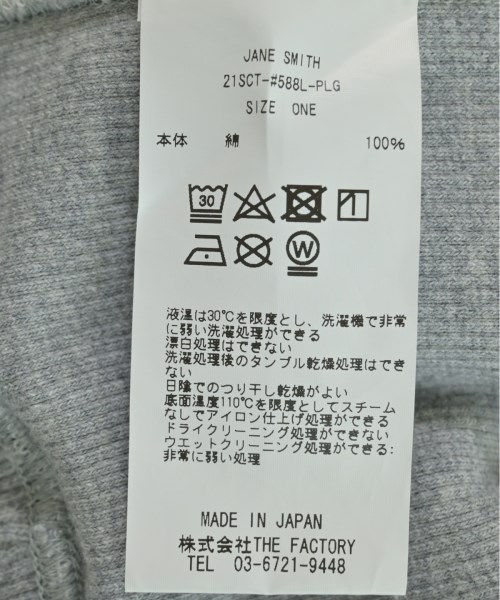 JANE SMITH
21SCT-#588L-PLG
SIZE ONE
本体 綿 100%
30
W
液温は30℃を限度とし、洗濯機で非常
に弱い洗濯処理ができる
漂白処理はできない
洗濯処理後のタンブル乾燥処理はでき
ない
日陰でのつり干し乾燥がよい
底面温度110℃を限度としてスチーム
なしでアイロン仕上げ処理ができる
ドライクリーニング処理ができない
ウエットクリーニング処理ができる:
非常に弱い処理
MADE IN JAPAN
株式会社THE FACTORY
TEL 03-6721-9448